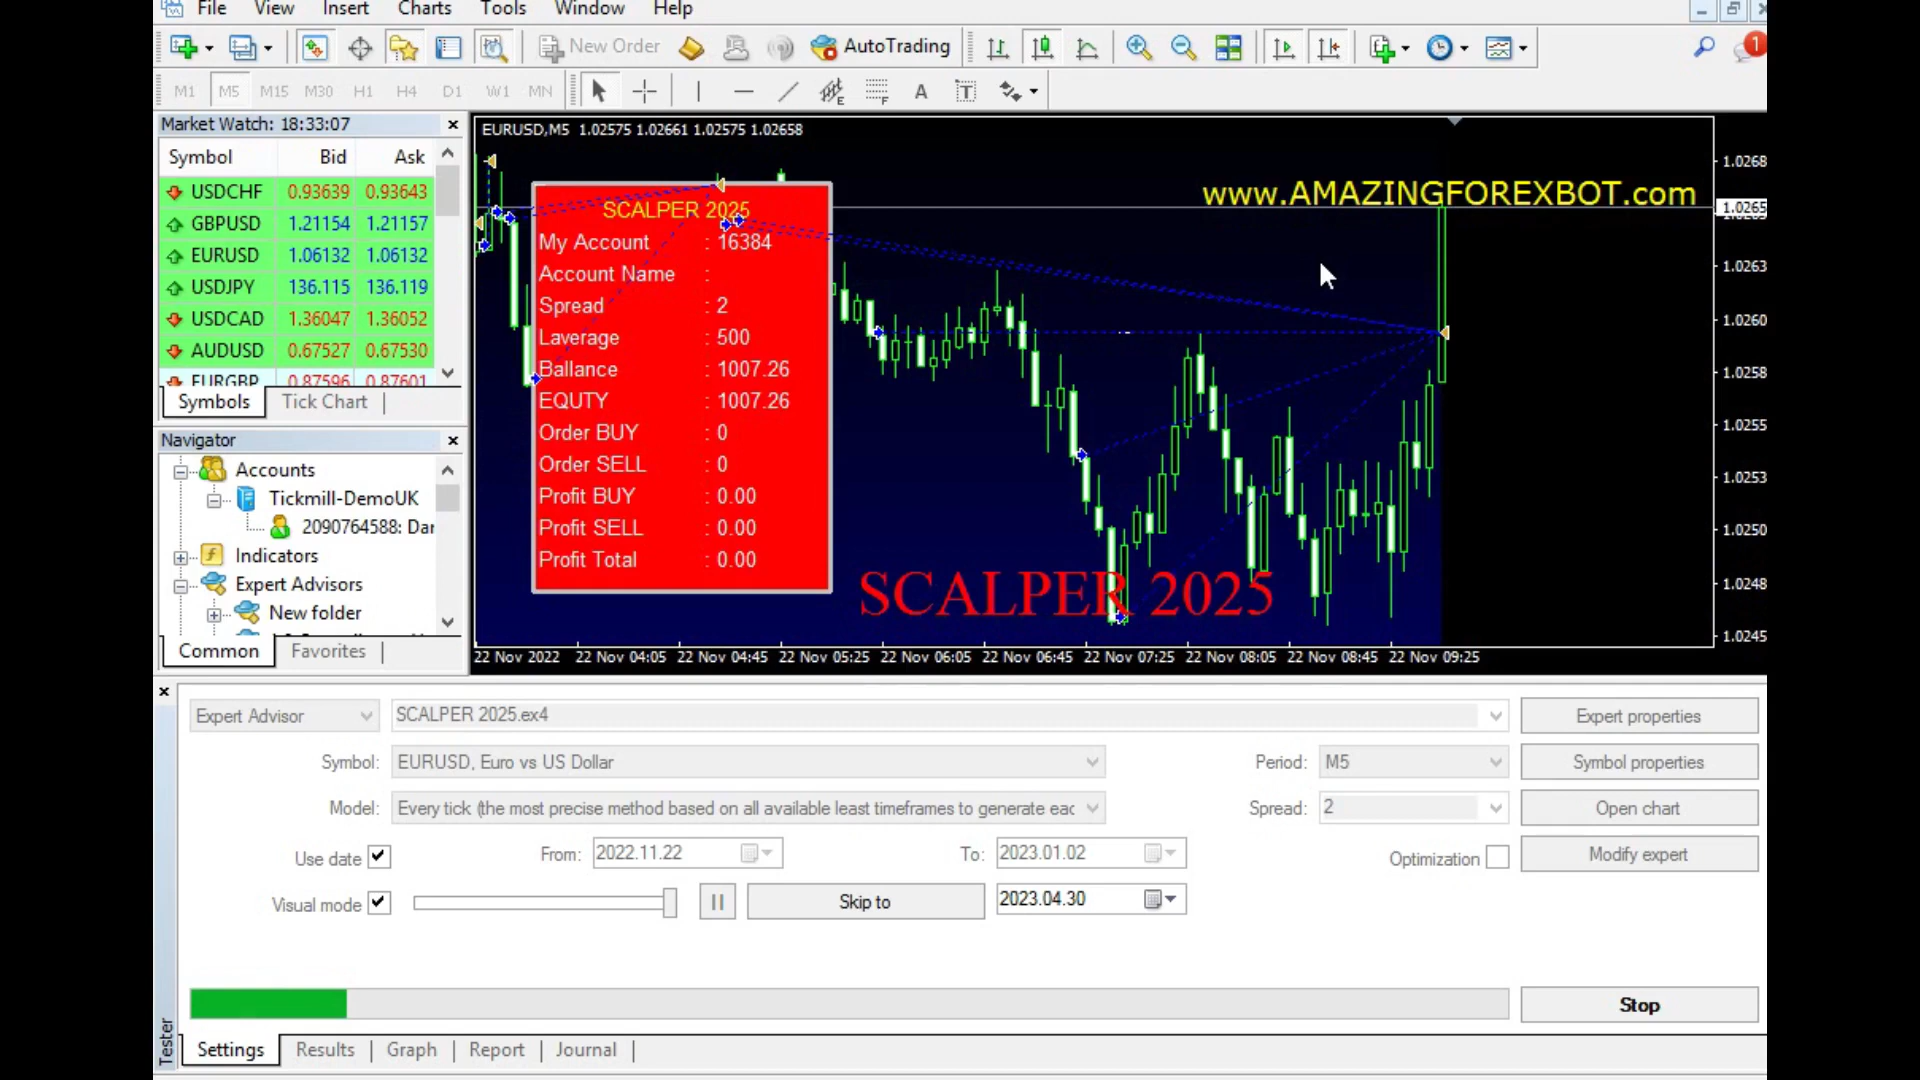 File View Insert Charts Tools Window Help
New Order AutoTrading 1
M1 M5 M15 M30 H1 H4 D1 W1 MN E F A T
Market Watch: 18:33:07
Symbol Bid Ask
USDCHF 0.93639 0.93643
GBPUSD 1.21154 1.21157
EURUSD 1.06132 1.06132
USDJPY 136.115 136.119
USDCAD 1.36047 1.36052
AUDUSD 0.67527 0.67530
EURGBP 0.87596 0.87601
Symbols Tick Chart
Navigator
Accounts
Tickmill-DemoUK
2090764588: Dar
Indicators
Expert Advisors
New folder
Common Favorites
EURUSD,M5 1.02575 1.02661 1.02575 1.02658
www.AMAZINGFOREXBOT.com
SCALPER 2025
My Account : 16384
Account Name :
Spread : 2
Laverage : 500
Ballance : 1007.26
EQUTY : 1007.26
Order BUY : 0
Order SELL : 0
Profit BUY : 0.00
Profit SELL : 0.00
Profit Total : 0.00
SCALPER 2025
1.0268
1.0265
1.0263
1.0260
1.0258
1.0255
1.0253
1.0250
1.0248
1.0245
22 Nov 2022 22 Nov 04:05 22 Nov 04:45 22 Nov 05:25 22 Nov 06:05 22 Nov 06:45 22 Nov 07:25 22 Nov 08:05 22 Nov 08:45 22 Nov 09:25
Expert Advisor SCALPER 2025.ex4 Expert properties
Symbol: EURUSD, Euro vs US Dollar Period: M5 Symbol properties
Model: Every tick (the most precise method based on all available least timeframes to generate eac Spread: 2 Open chart
Use date From: 2022.11.22 To: 2023.01.02 Optimization Modify expert
Visual mode Skip to 2023.04.30
Stop
Tester
Settings Results Graph Report Journal